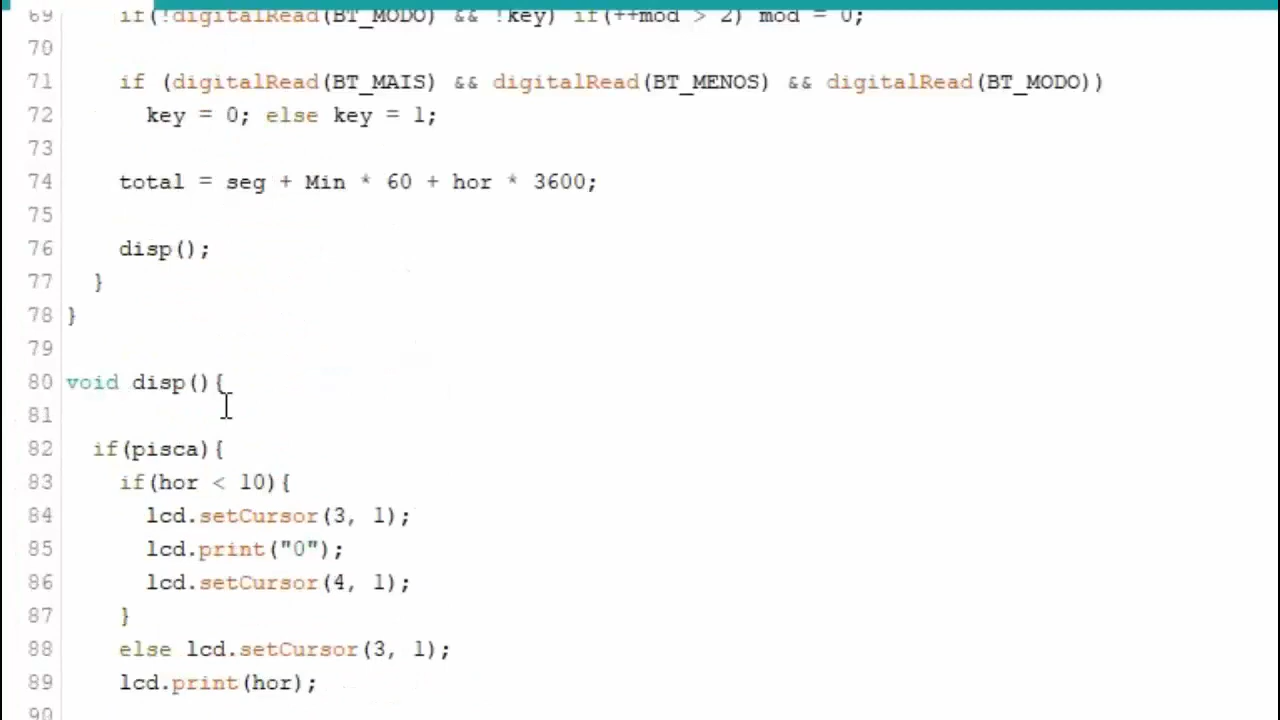 69 if(!digitalRead(BT_MODO) && !key) if(++mod > 2) mod = 0;
70
71 if (digitalRead(BT_MAIS) && digitalRead(BT_MENOS) && digitalRead(BT_MODO))
72 key = 0; else key = 1;
73
74 total = seg + Min * 60 + hor * 3600;
75
76 disp();
77 }
78 }
79
80 void disp(){
81
82 if(pisca){
83 if(hor < 10){
84 lcd.setCursor(3, 1);
85 lcd.print("0");
86 lcd.setCursor(4, 1);
87 }
88 else lcd.setCursor(3, 1);
89 lcd.print(hor);
90